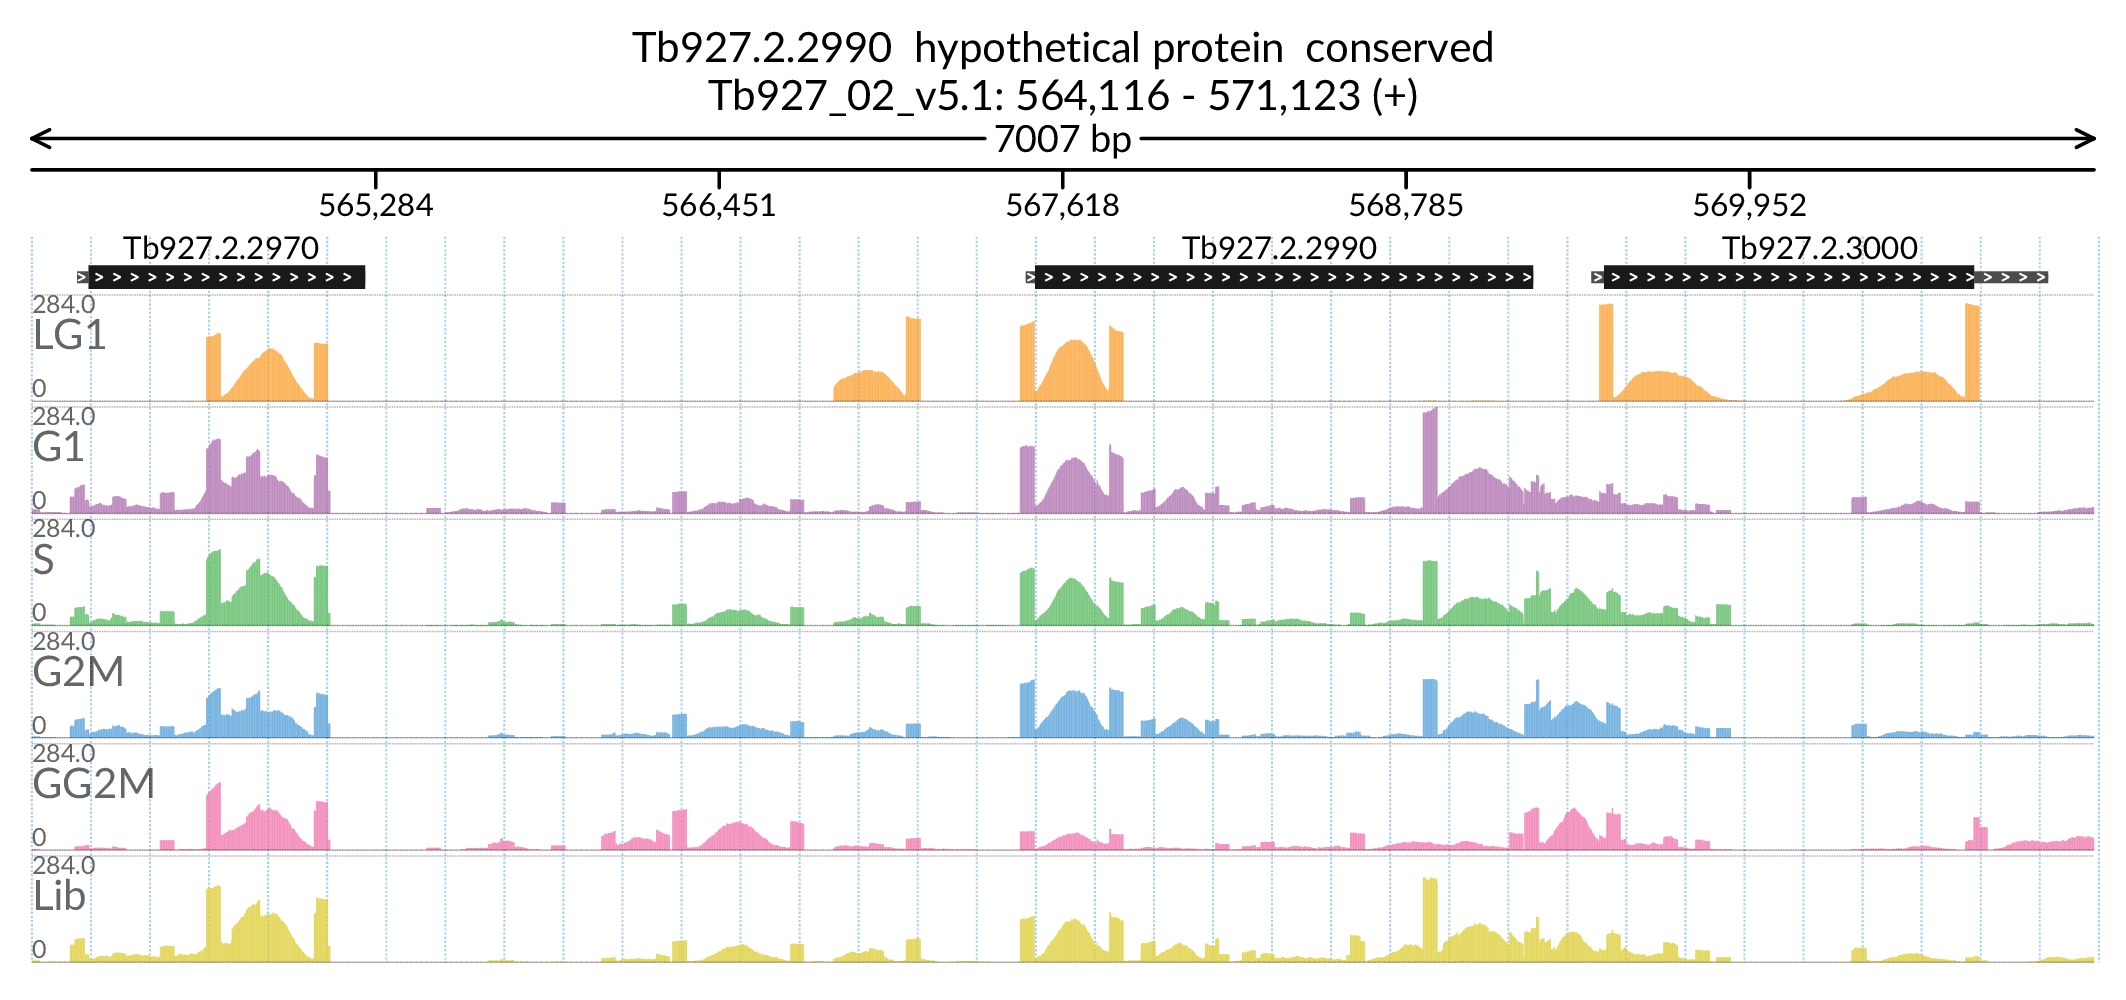 Tb927.2.2990 hypothetical protein conserved
Tb927_02_v5.1: 564,116 - 571,123 (+)
7007 bp
565,284 566,451 567,618 568,785 569,952
Tb927.2.2970 Tb927.2.2990 Tb927.2.3000
284.0
LG1
0
284.0
G1
0
284.0
S
0
284.0
G2M
0
284.0
GG2M
0
284.0
Lib
0